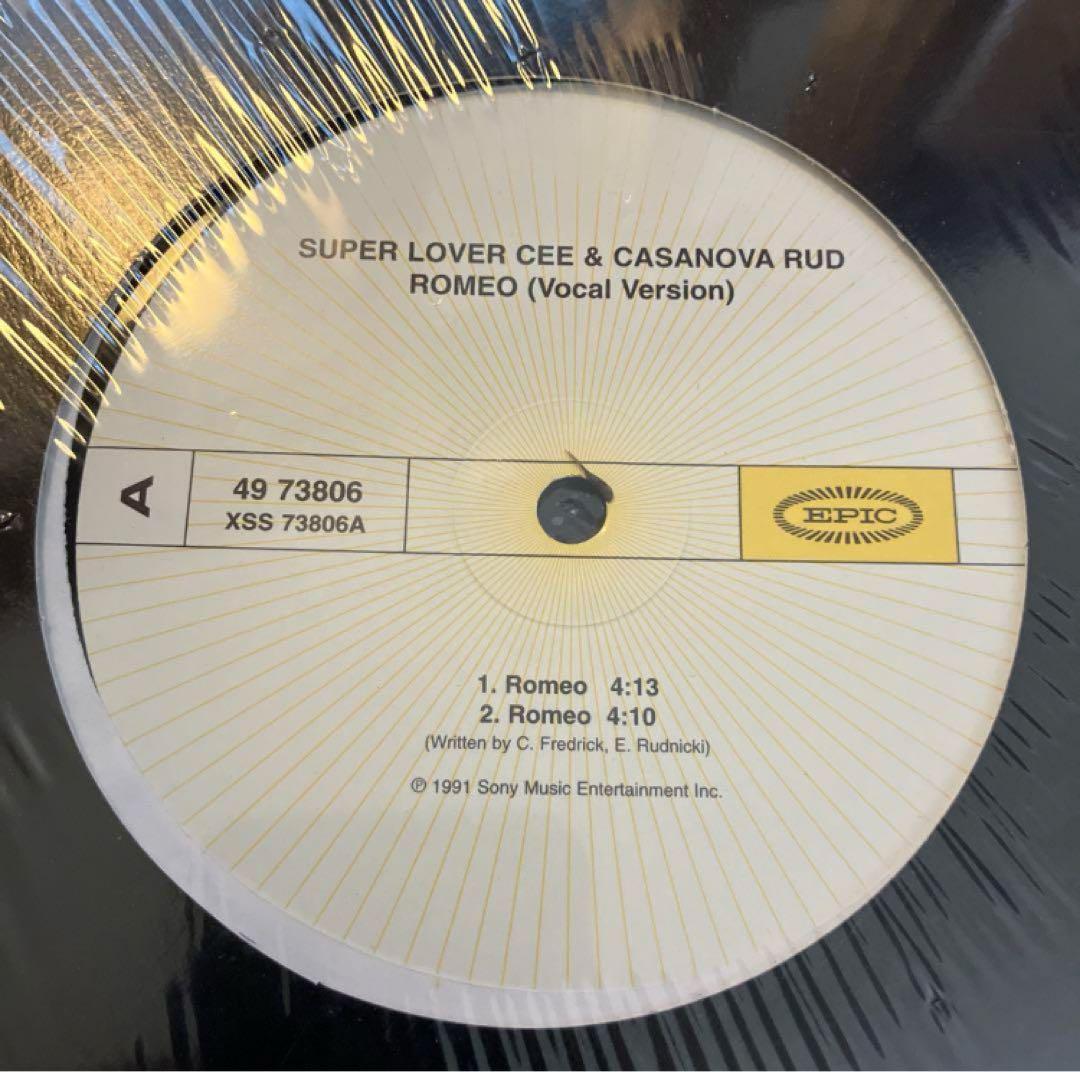 SUPER LOVER CEE & CASANOVA RUD
ROMEO (Vocal Version)
A
49 73806
XSS 73806A
EPIC
1. Romeo 4:13
2. Romeo 4:10
(Written by C. Fredrick, E. Rudnicki)
℗ 1991 Sony Music Entertainment Inc.